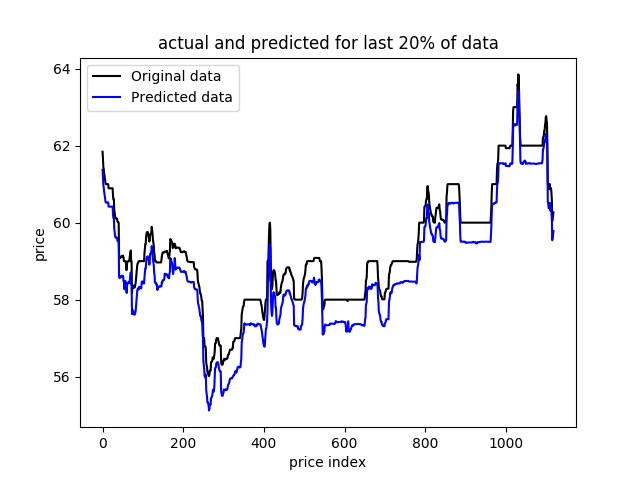 actual and predicted for last 20% of data
Original data
Predicted data
price
64
62
60
58
56
0 200 400 600 800 1000
price index